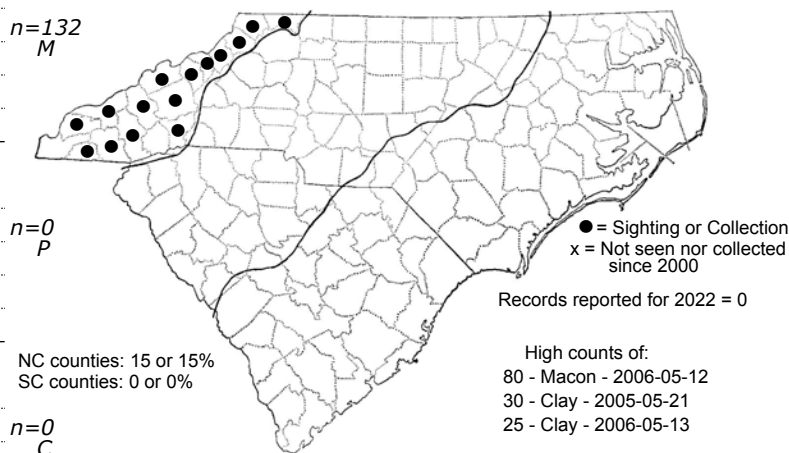 n=132
M
n=0
P
● = Sighting or Collection
x = Not seen nor collected
since 2000
Records reported for 2022 = 0
NC counties: 15 or 15%
SC counties: 0 or 0%
High counts of:
80 - Macon - 2006-05-12
30 - Clay - 2005-05-21
25 - Clay - 2006-05-13
n=0
C